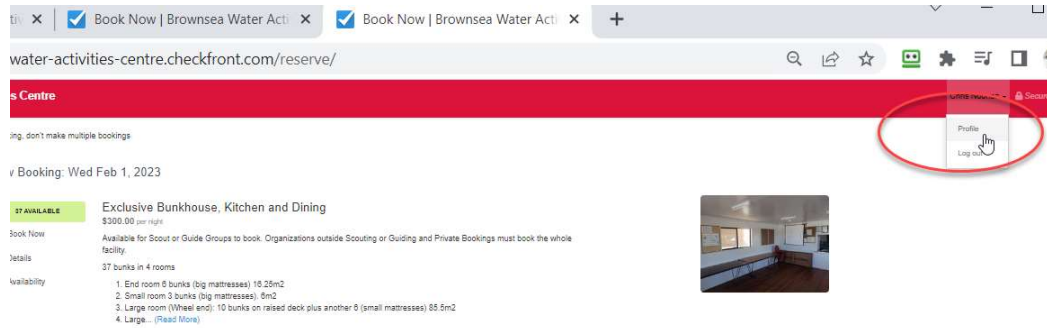 Book Now | Brownsea Water Acti
Book Now | Brownsea Water Acti
water-activities-centre.checkfront.com/reserve/
s Centre
Secure
ing, don't make multiple bookings
Profile
Log out
v Booking: Wed Feb 1, 2023
37 AVAILABLE
Exclusive Bunkhouse, Kitchen and Dining
$300.00 per night
Book Now
Available for Scout or Guide Groups to book. Organizations outside Scouting or Guiding and Private Bookings must book the whole
facility.
Details
37 bunks in 4 rooms
Availability
1. End room 6 bunks (big mattresses) 16.25m2
2. Small room 3 bunks (big mattresses). 6m2
3. Large room (Wheel end): 10 bunks on raised deck plus another 6 (small mattresses) 85.5m2
4. Large... (Read More)